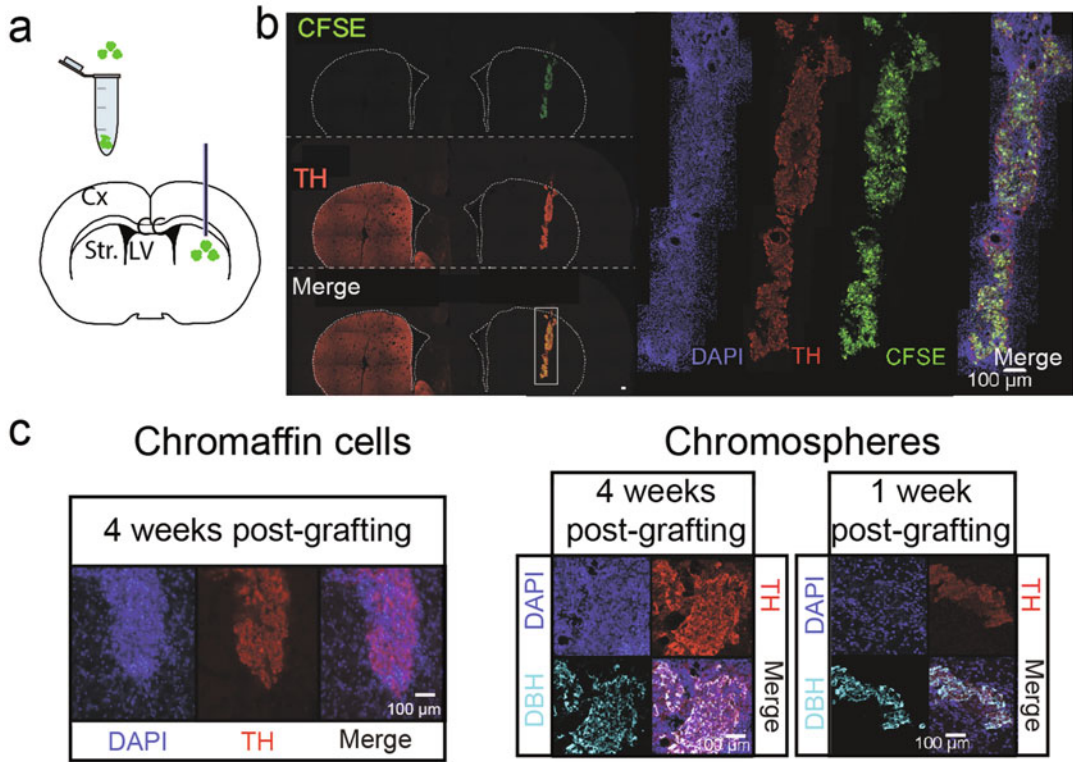 a
Cx
Str.
LV
b
CFSE
TH
Merge
DAPI
TH
CFSE
Merge
100 µm
c
Chromaffin cells
4 weeks post-grafting
DAPI
TH
Merge
100 µm
Chromospheres
4 weeks
post-grafting
DAPI
TH
DBH
Merge
100 µm
1 week
post-grafting
DAPI
TH
DBH
Merge
100 µm